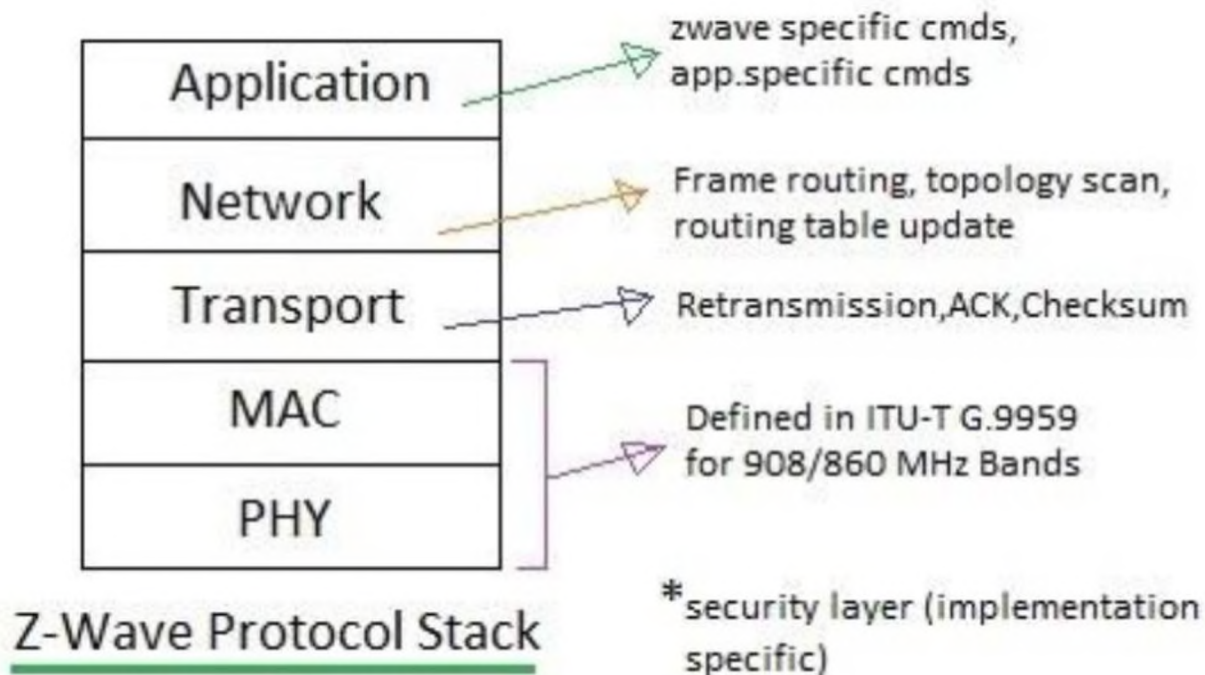 Application
zwave specific cmds,
app.specific cmds
Network
Frame routing, topology scan,
routing table update
Transport
Retransmission,ACK,Checksum
MAC
PHY
Defined in ITU-T G.9959
for 908/860 MHz Bands
Z-Wave Protocol Stack
*security layer (implementation
specific)